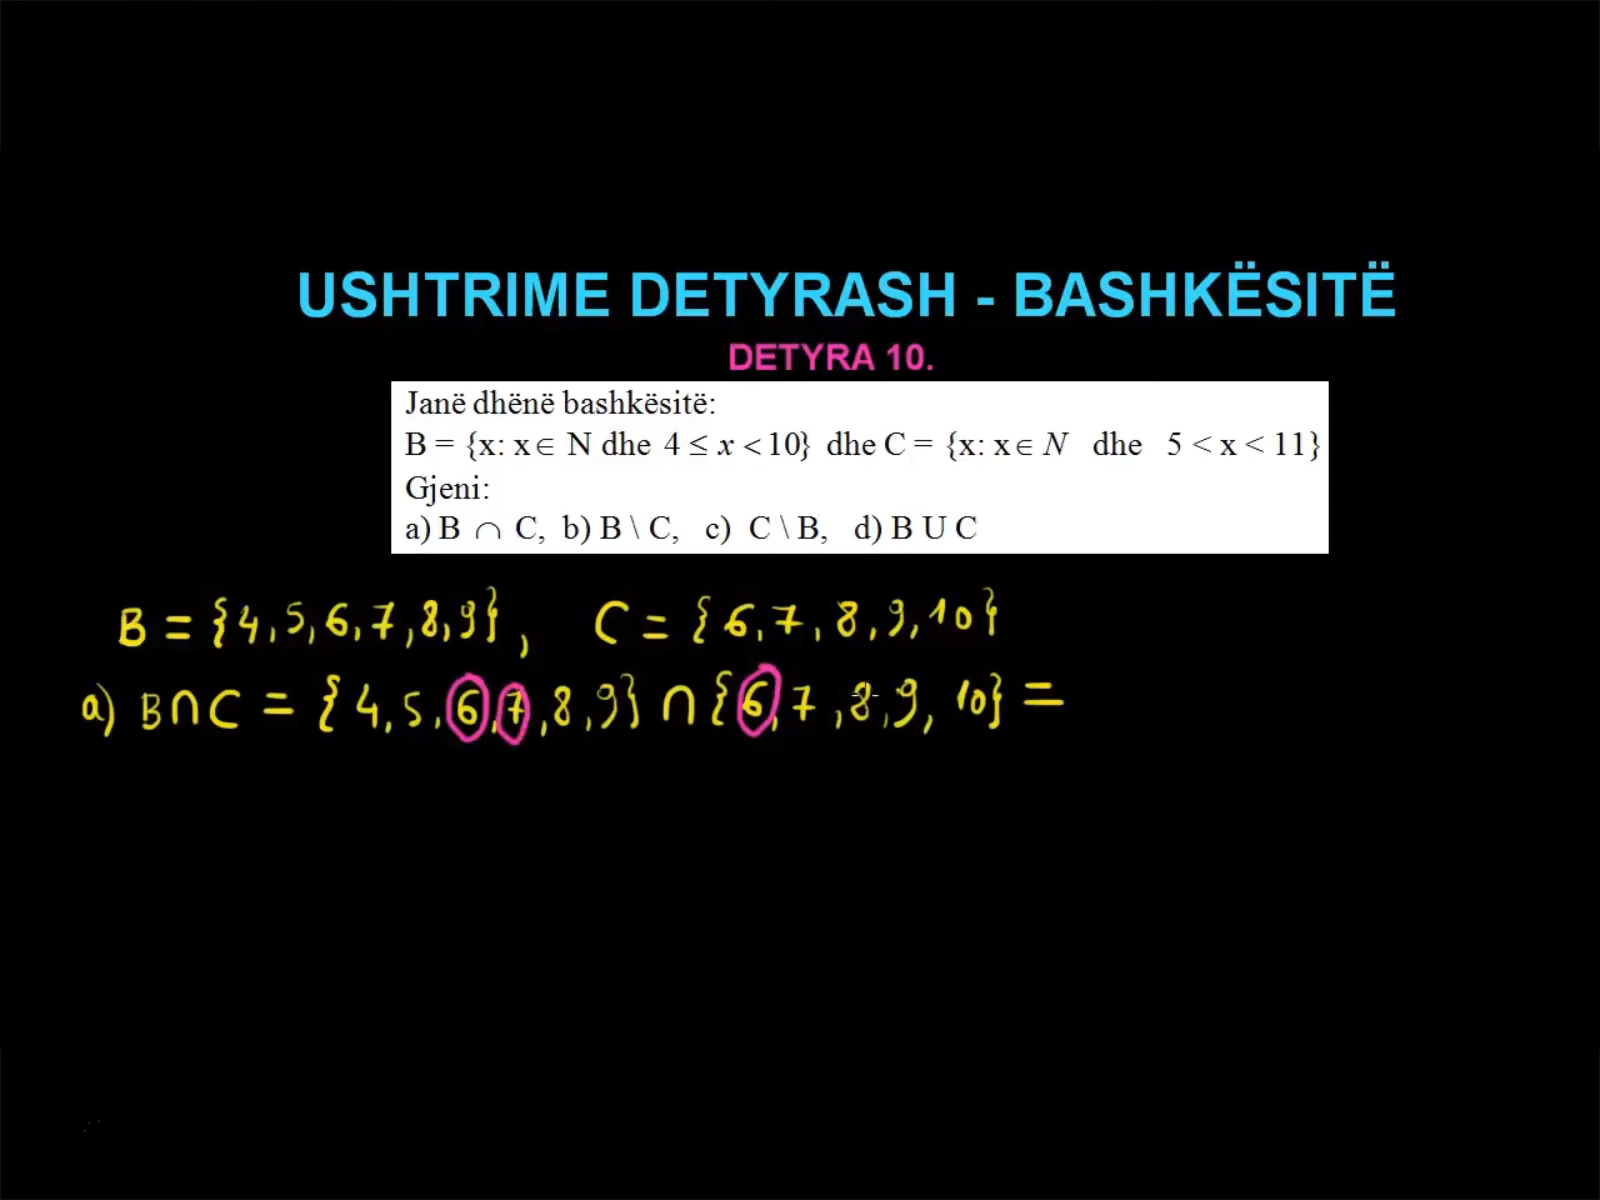 USHTRIME DETYRASH - BASHKËSITË
DETYRA 10.
Janë dhënë bashkësitë:
B = {x: x∈ N dhe 4 ≤ x < 10} dhe C = {x: x∈ N dhe 5 < x < 11}
Gjeni:
a) B ∩ C, b) B \ C, c) C \ B, d) B U C
B = {4,5,6,7,8,9}, C = {6,7,8,9,10}
a) B∩C = {4,5,6,7,8,9} ∩ {6,7,8,9,10} =